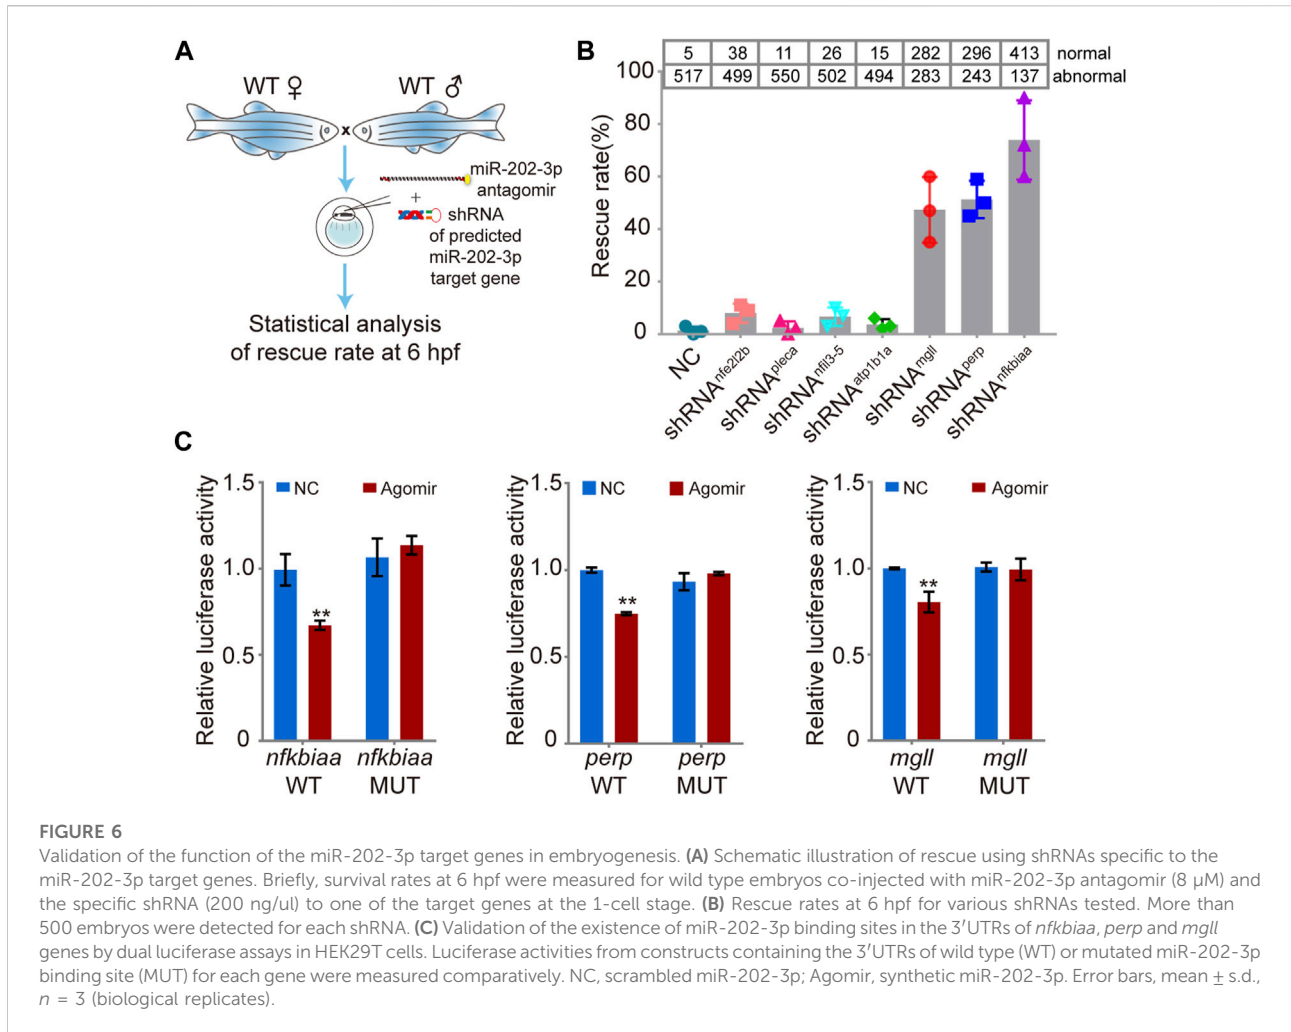 A
WT ♀ WT ♂
x
miR-202-3p
antagomir
+
shRNA
of predicted
miR-202-3p
target gene
Statistical analysis
of rescue rate at 6 hpf
B
5 38 11 26 15 282 296 413 normal
517 499 550 502 494 283 243 137 abnormal
Rescue rate(%)
100
80
60
40
20
0
NC
shRNAnfe2l2b
shRNApleca
shRNAnfil3-5
shRNAatp1b1a
shRNAmgll
shRNAperp
shRNAnfkbiaa
C
Relative luciferase activity
1.5
1.0
0.5
0
NC Agomir
**
nfkbiaa nfkbiaa
WT MUT
Relative luciferase activity
1.5
1.0
0.5
0
NC Agomir
**
perp perp
WT MUT
Relative luciferase activity
1.5
1.0
0.5
0
NC Agomir
**
mgll mgll
WT MUT
FIGURE 6
Validation of the function of the miR-202-3p target genes in embryogenesis. (A) Schematic illustration of rescue using shRNAs specific to the
miR-202-3p target genes. Briefly, survival rates at 6 hpf were measured for wild type embryos co-injected with miR-202-3p antagomir (8 μM) and
the specific shRNA (200 ng/ul) to one of the target genes at the 1-cell stage. (B) Rescue rates at 6 hpf for various shRNAs tested. More than
500 embryos were detected for each shRNA. (C) Validation of the existence of miR-202-3p binding sites in the 3′UTRs of nfkbiaa, perp and mgll
genes by dual luciferase assays in HEK29T cells. Luciferase activities from constructs containing the 3′UTRs of wild type (WT) or mutated miR-202-3p
binding site (MUT) for each gene were measured comparatively. NC, scrambled miR-202-3p; Agomir, synthetic miR-202-3p. Error bars, mean ± s.d.,
n = 3 (biological replicates).